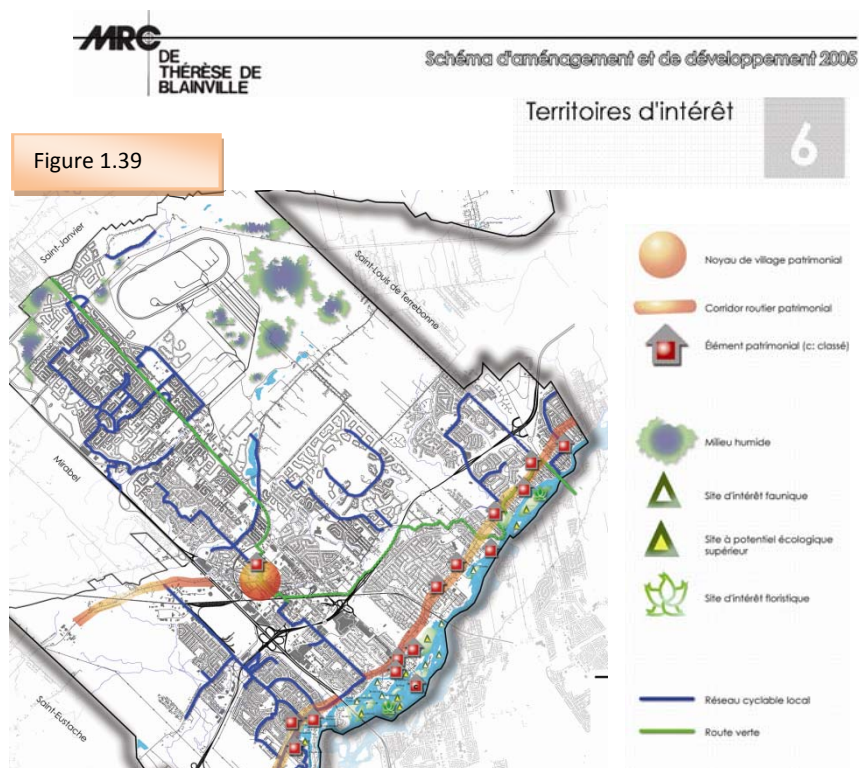 MRC
DE
THÉRÈSE DE
BLAINVILLE
Schéma d'aménagement et de développement 2005
Territoires d'intérêt
6
Figure 1.39
Saint-Janvier
Saint-Louis de Terrebonne
Mirabel
Saint-Eustache
Noyau de village patrimonial
Corridor routier patrimonial
Élément patrimonial (c: classé)
Milieu humide
Site d'intérêt faunique
Site à potentiel écologique
supérieur
Site d'intérêt floristique
Réseau cyclable local
Route verte